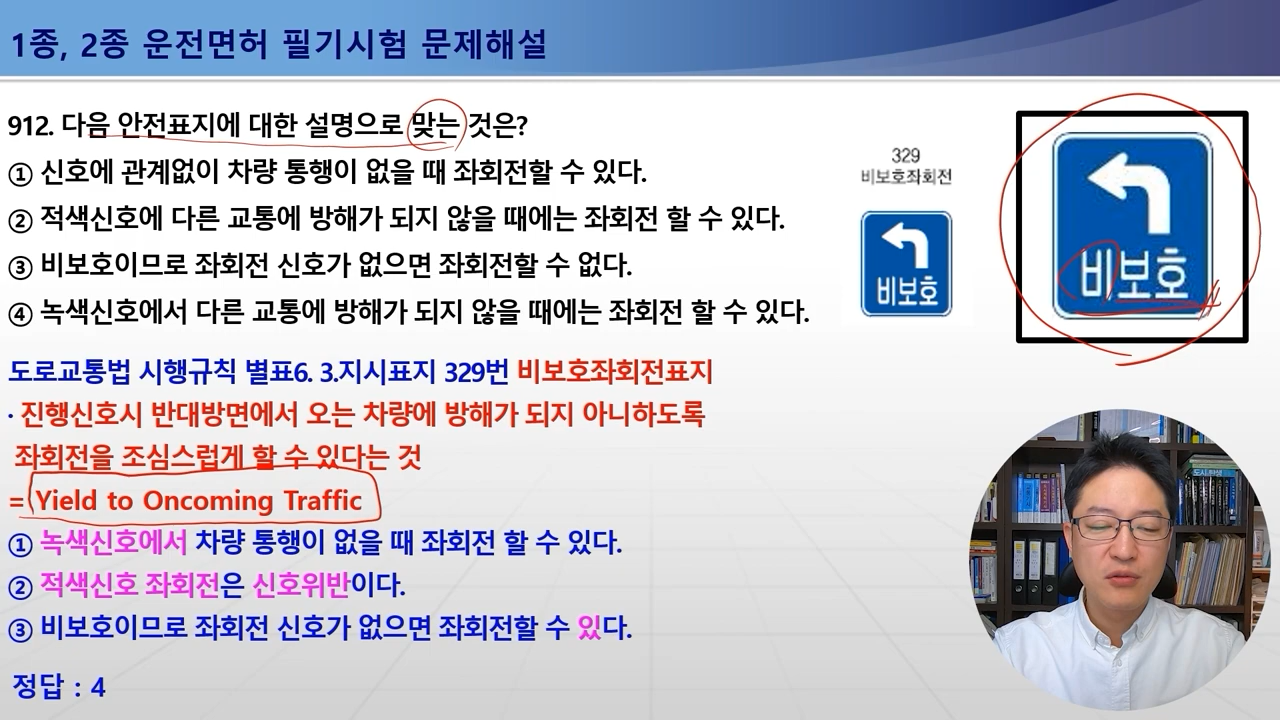 1종, 2종 운전면허 필기시험 문제해설
912. 다음 안전표지에 대한 설명으로 맞는 것은?
① 신호에 관계없이 차량 통행이 없을 때 좌회전할 수 있다.
② 적색신호에 다른 교통에 방해가 되지 않을 때에는 좌회전 할 수 있다.
③ 비보호이므로 좌회전 신호가 없으면 좌회전할 수 없다.
④ 녹색신호에서 다른 교통에 방해가 되지 않을 때에는 좌회전 할 수 있다.
329
비보호좌회전
비보호
비보호
도로교통법 시행규칙 별표6. 3.지시표지 329번 비보호좌회전표지
· 진행신호시 반대방면에서 오는 차량에 방해가 되지 아니하도록
좌회전을 조심스럽게 할 수 있다는 것
= Yield to Oncoming Traffic
① 녹색신호에서 차량 통행이 없을 때 좌회전 할 수 있다.
② 적색신호 좌회전은 신호위반이다.
③ 비보호이므로 좌회전 신호가 없으면 좌회전할 수 있다.
정답 : 4